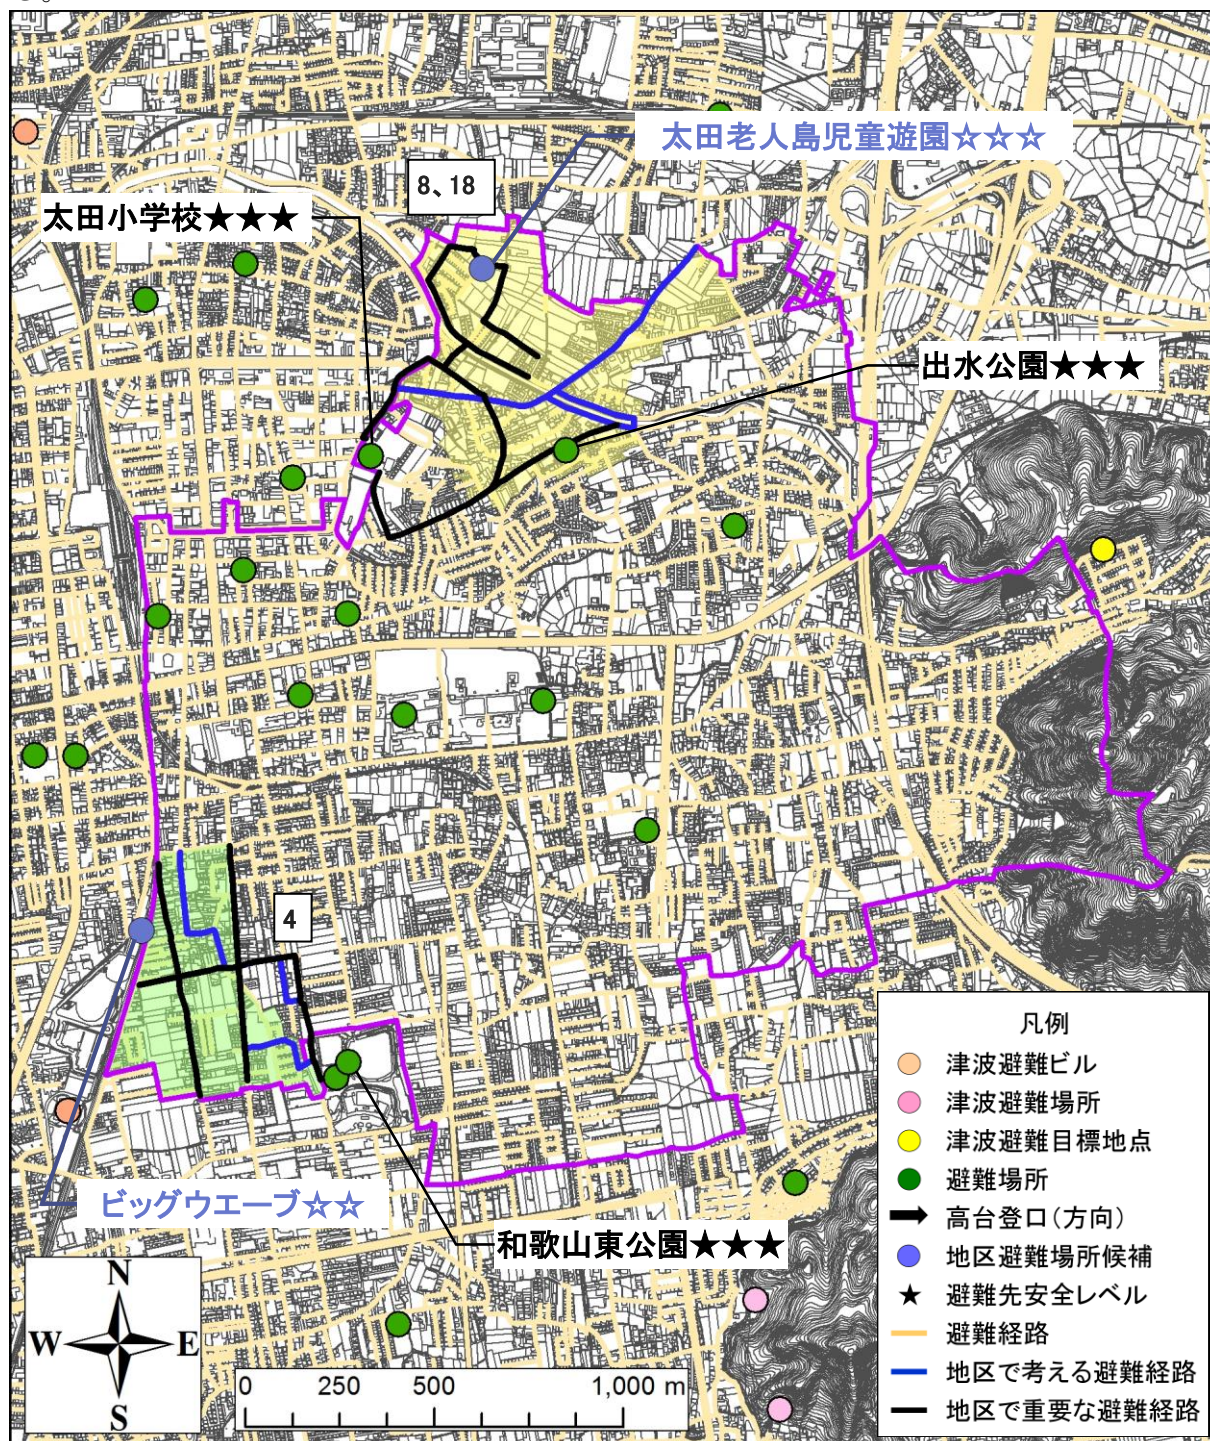 太田老人島児童遊園☆☆☆
8、18
太田小学校★★★
出水公園★★★
4
ビッグウエーブ☆☆
和歌山東公園★★★
凡例
津波避難ビル
津波避難場所
津波避難目標地点
避難場所
高台登口(方向)
地区避難場所候補
★ 避難先安全レベル
避難経路
地区で考える避難経路
地区で重要な避難経路
N
W E
S
0 250 500 1,000 m